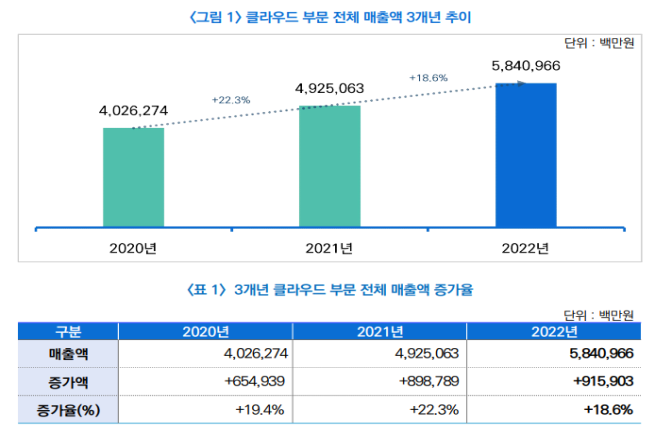 <그림 1> 클라우드 부문 전체 매출액 3개년 추이
단위 : 백만원
5,840,966
+18.6%
4,925,063
+22.3%
4,026,274
2020년 2021년 2022년
<표 1> 3개년 클라우드 부문 전체 매출액 증가율
단위 : 백만원
구분 2020년 2021년 2022년
매출액 4,026,274 4,925,063 5,840,966
증가액 +654,939 +898,789 +915,903
증가율(%) +19.4% +22.3% +18.6%